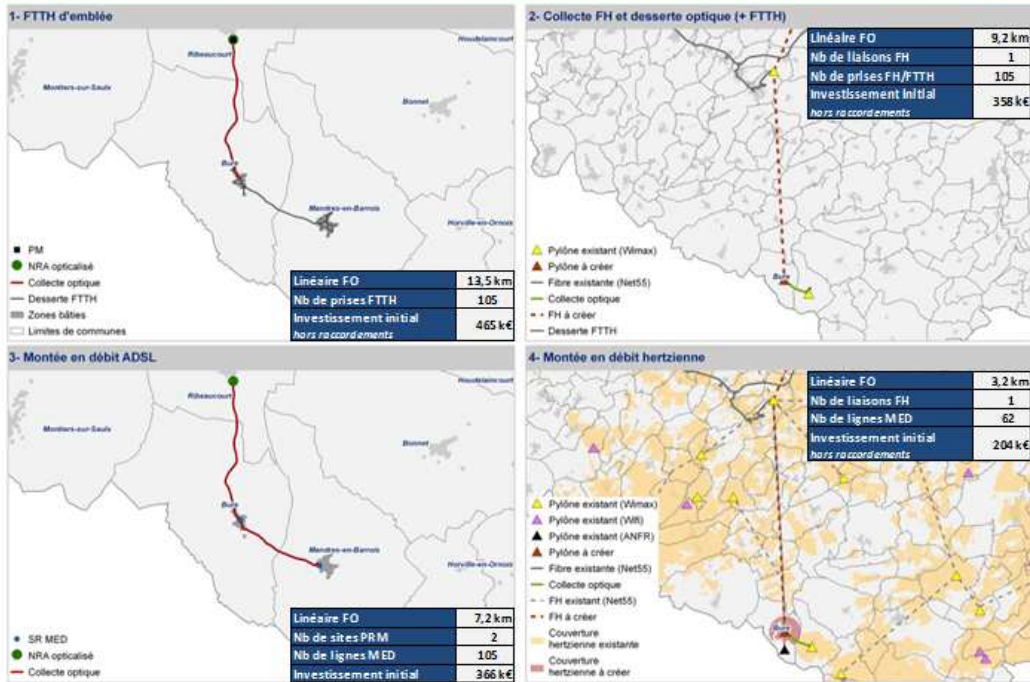 1- FTTH d'emblée
Ribeaucourt
Houdelaincourt
Montiers-sur-Saulx
Bonnet
Bure
Mandres-en-Barrois
Horville-en-Ornois
PM
NRA opticalisé
Collecte optique
Desserte FTTH
Zones bâties
Limites de communes
Linéaire FO 13,5 km
Nb de prises FTTH 105
Investissement initial 465 k€
hors raccordements
2- Collecte FH et desserte optique (+ FTTH)
Linéaire FO 9,2 km
Nb de liaisons FH 1
Nb de prises FH/FTTH 105
Investissement initial 358 k€
hors raccordements
Bure
Pylône existant (Wimax)
Pylône à créer
Fibre existante (Net55)
Collecte optique
FH à créer
Desserte FTTH
3- Montée en débit ADSL
Ribeaucourt
Houdelaincourt
Montiers-sur-Saulx
Bonnet
Bure
Mandres-en-Barrois
Horville-en-Ornois
SR MED
NRA opticalisé
Collecte optique
Linéaire FO 7,2 km
Nb de sites PRM 2
Nb de lignes MED 105
Investissement initial 366 k€
4- Montée en débit hertzienne
Linéaire FO 3,2 km
Nb de liaisons FH 1
Nb de lignes MED 62
Investissement initial 204 k€
hors raccordements
Pylône existant (Wimax)
Pylône existant (Wifi)
Pylône existant (ANFR)
Pylône à créer
Fibre existante (Net55)
Collecte optique
FH existant (Net55)
FH à créer
Couverture
hertzienne existante
Couverture
hertzienne à créer
Bure